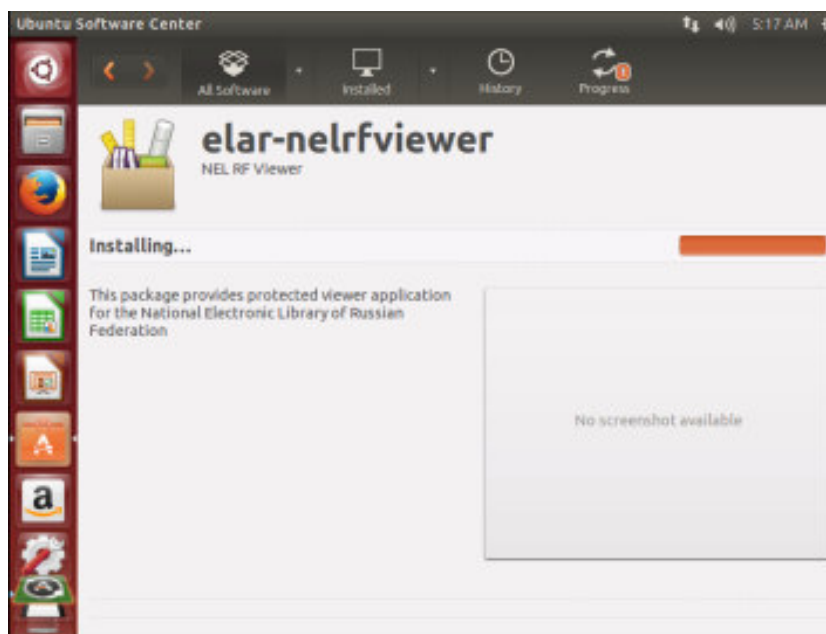 Ubuntu Software Center
5:17 AM
All Software
Installed
History
Progress
elar-nelrfviewer
NEL RF Viewer
Installing...
This package provides protected viewer application
for the National Electronic Library of Russian
Federation
No screenshot available
a